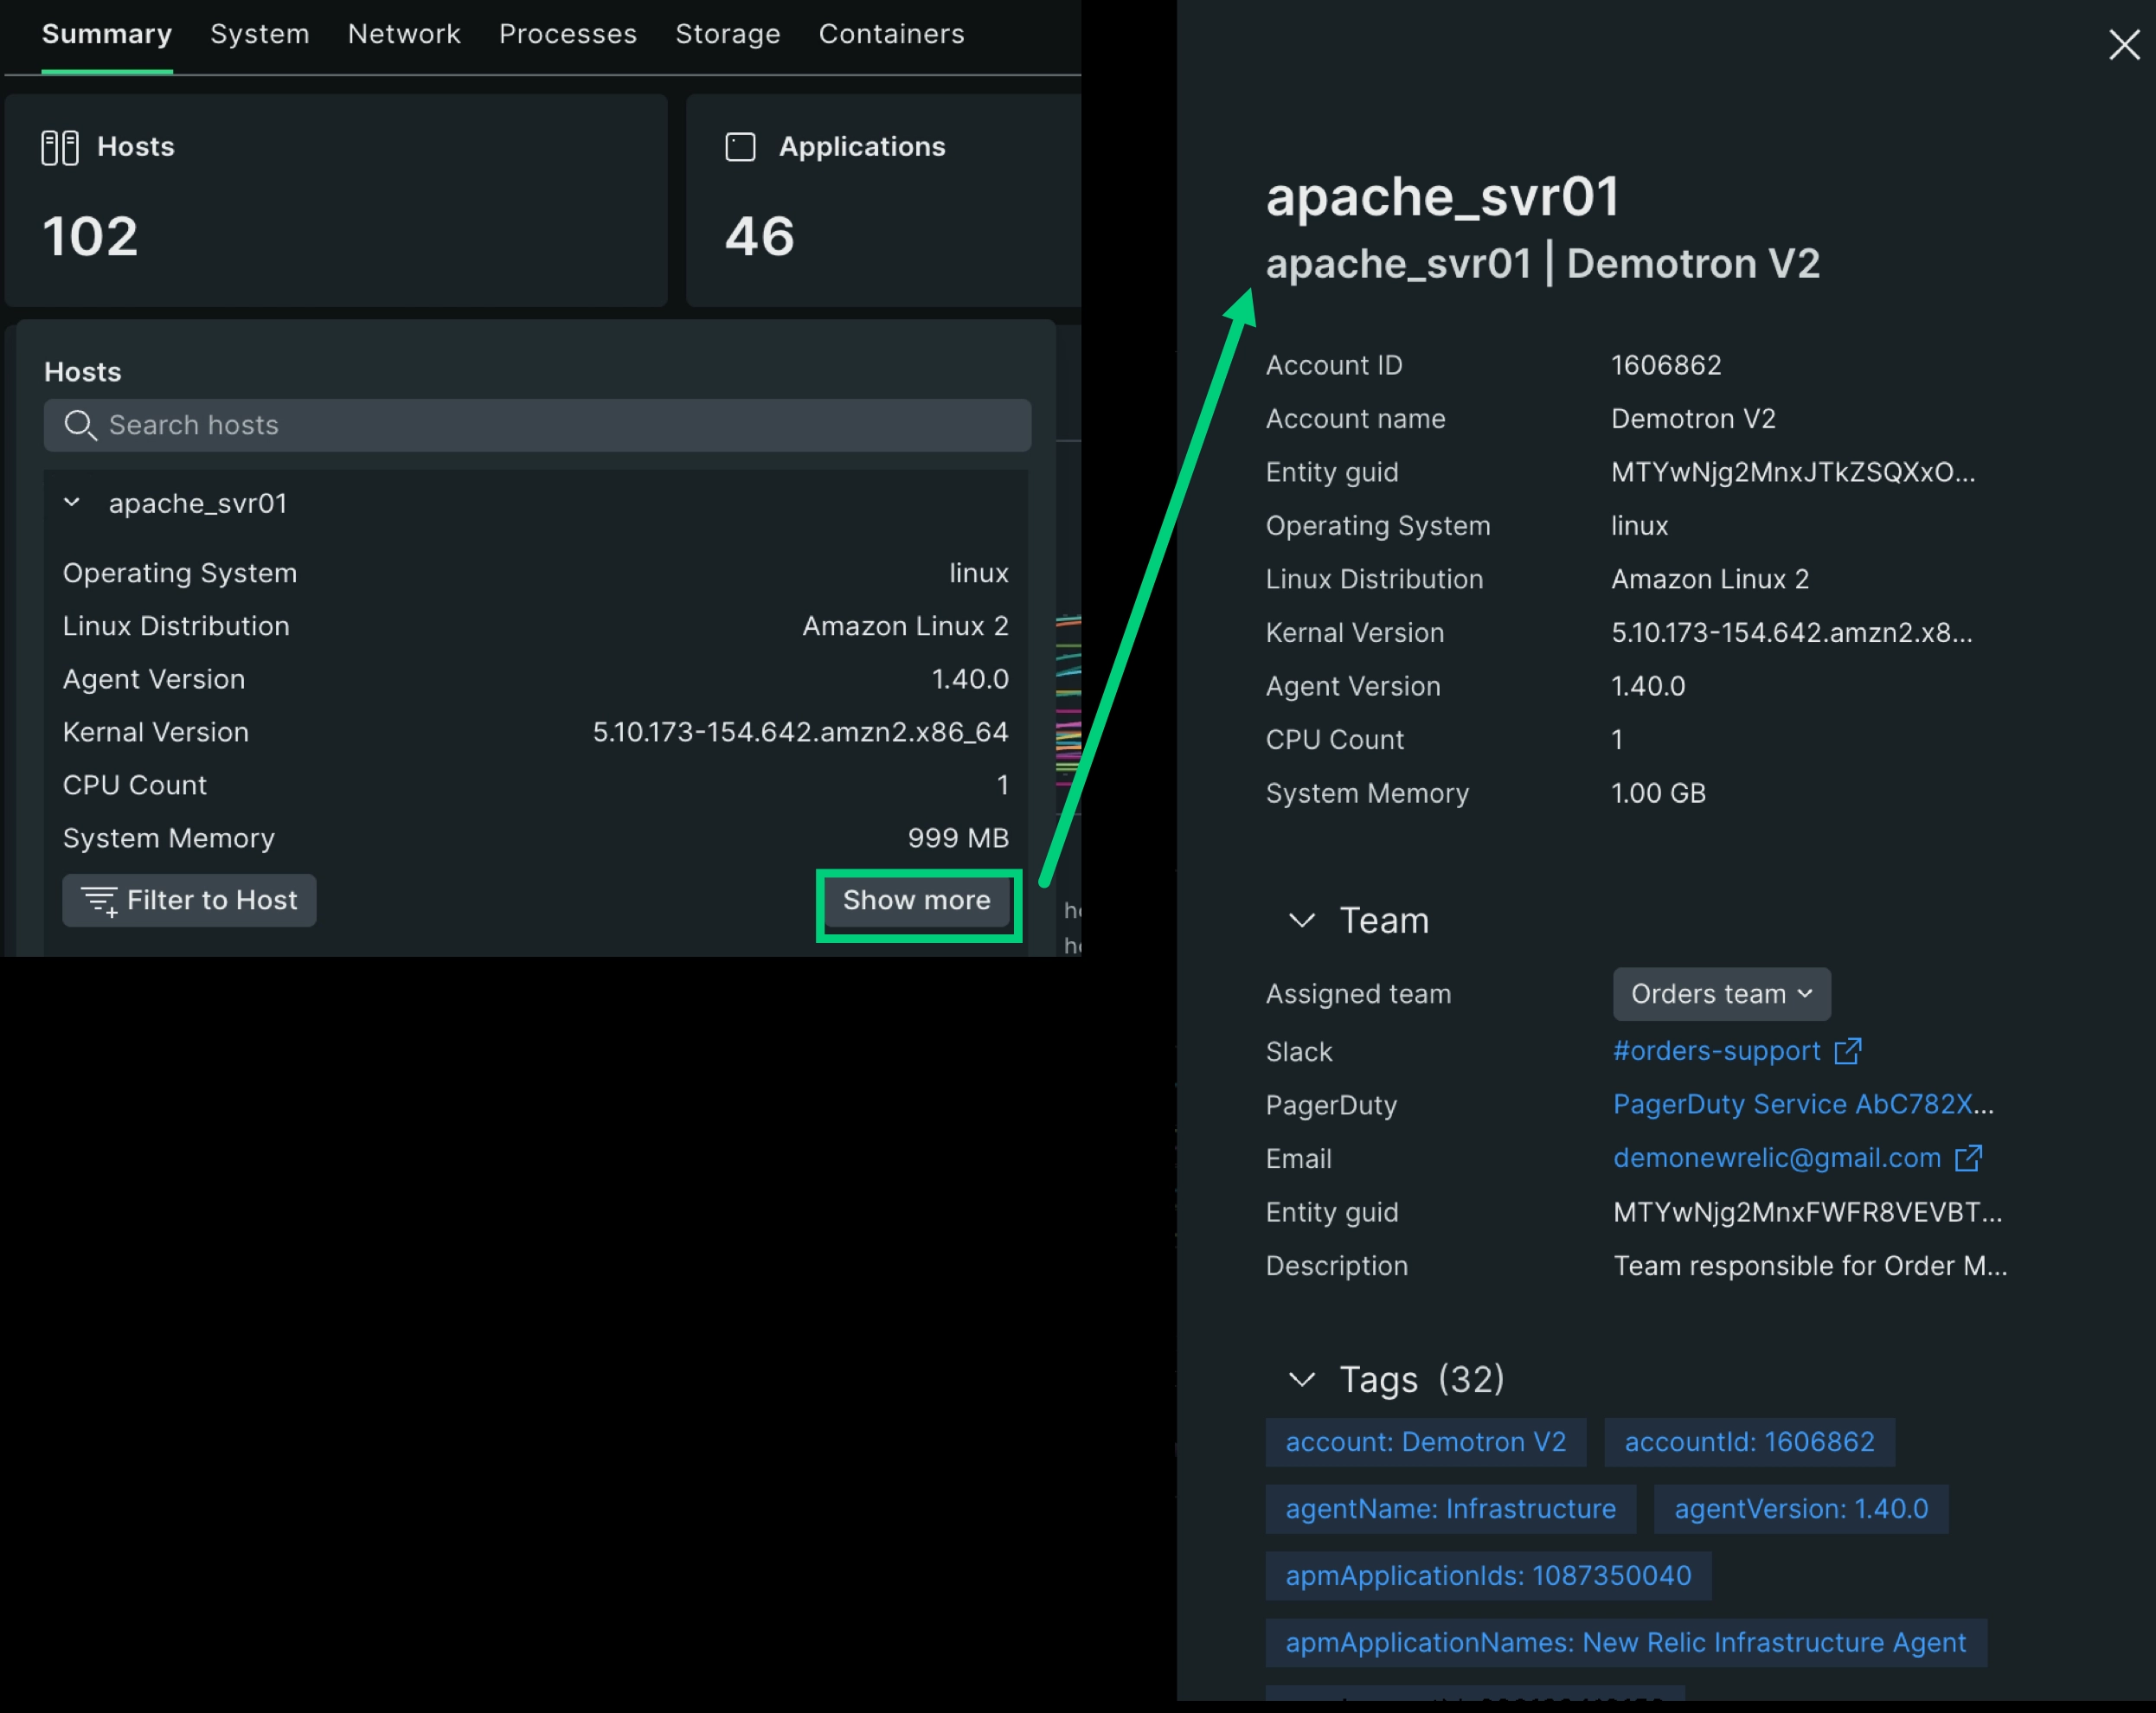 Summary System Network Processes Storage Containers
Hosts
102
Applications
46
Hosts
Search hosts
apache_svr01
Operating System linux
Linux Distribution Amazon Linux 2
Agent Version 1.40.0
Kernal Version 5.10.173-154.642.amzn2.x86_64
CPU Count 1
System Memory 999 MB
Filter to Host Show more
apache_svr01
apache_svr01 | Demotron V2
Account ID 1606862
Account name Demotron V2
Entity guid MTYwNjg2MnxJTkZSQXxO...
Operating System linux
Linux Distribution Amazon Linux 2
Kernal Version 5.10.173-154.642.amzn2.x8...
Agent Version 1.40.0
CPU Count 1
System Memory 1.00 GB
Team
Assigned team Orders team
Slack #orders-support
PagerDuty PagerDuty Service AbC782X...
Email demonewrelic@gmail.com
Entity guid MTYwNjg2MnxFWFR8VEVBT...
Description Team responsible for Order M...
Tags (32)
account: Demotron V2 accountId: 1606862
agentName: Infrastructure agentVersion: 1.40.0
apmApplicationIds: 1087350040
apmApplicationNames: New Relic Infrastructure Agent